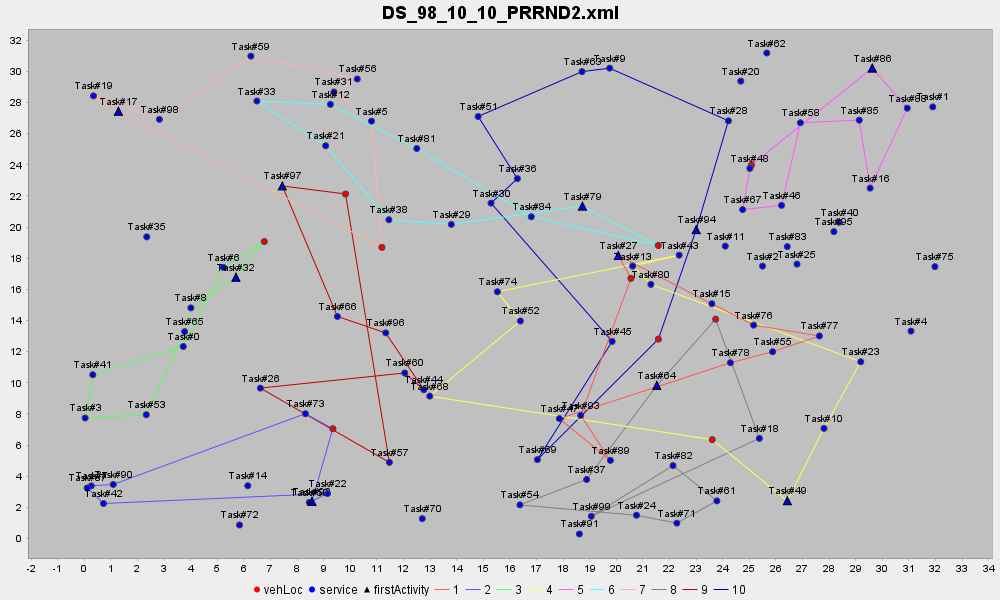 DS_98_10_10_PRRND2.xml
32
30
28
26
24
22
20
18
16
14
12
10
8
6
4
2
0
Task#59
Task#62
Task#9
Task#86
Task#56
Task#20
Task#19
Task#31
Task#33
Task#12
Task#17
Task#98
Task#5
Task#51
Task#28
Task#58
Task#85
Task#1
Task#21
Task#81
Task#48
Task#97
Task#36
Task#16
Task#30
Task#79
Task#47
Task#46
Task#38
Task#29
Task#84
Task#94
Task#40
Task#95
Task#35
Task#11
Task#83
Task#6
Task#32
Task#27
Task#13
Task#43
Task#2
Task#25
Task#75
Task#74
Task#80
Task#8
Task#15
Task#66
Task#52
Task#76
Task#65
Task#96
Task#77
Task#4
Task#0
Task#45
Task#55
Task#41
Task#60
Task#78
Task#23
Task#26
Task#44
Task#68
Task#64
Task#3
Task#53
Task#73
Task#93
Task#10
Task#18
Task#57
Task#69
Task#89
Task#82
Task#90
Task#14
Task#37
Task#42
Task#22
Task#54
Task#61
Task#49
Task#99
Task#24
Task#72
Task#70
Task#71
Task#91
-2 -1 0 1 2 3 4 5 6 7 8 9 10 11 12 13 14 15 16 17 18 19 20 21 22 23 24 25 26 27 28 29 30 31 32 33 34
vehLoc service firstActivity 1 2 3 4 5 6 7 8 9 10